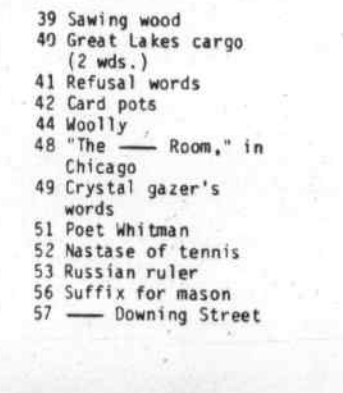 39 Sawing wood
40 Great Lakes cargo
(2 wds.)
41 Refusal words
42 Card pots
44 Woolly
48 "The — Room," in
Chicago
49 Crystal gazer's
words
51 Poet Whitman
52 Nastase of tennis
53 Russian ruler
56 Suffix for mason
57 — Downing Street